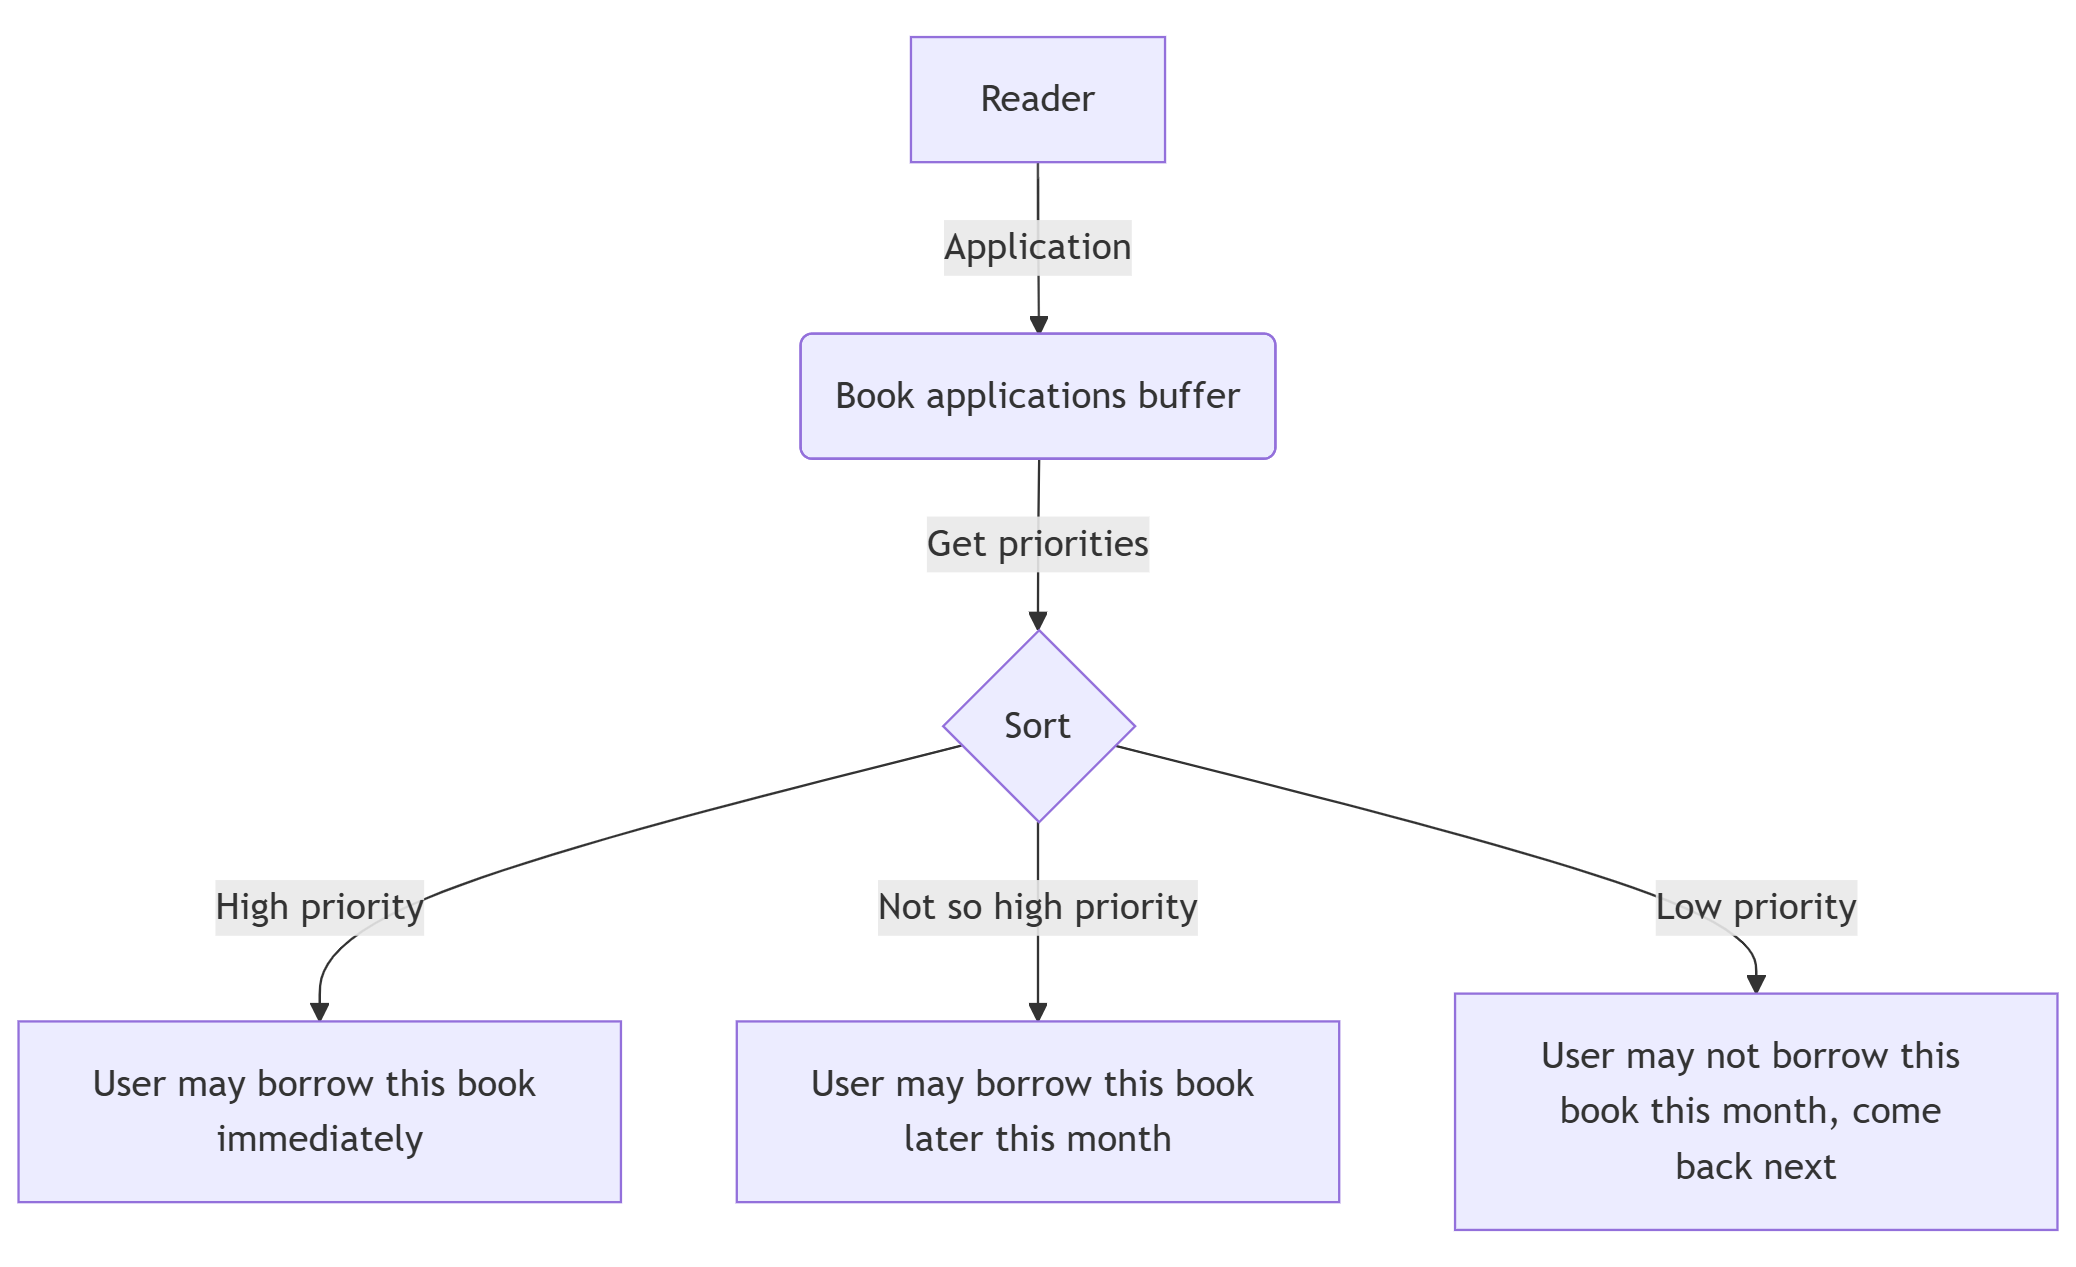 Reader
Application
Book applications buffer
Get priorities
Sort
High priority
Not so high priority
Low priority
User may borrow this book
immediately
User may borrow this book
later this month
User may not borrow this
book this month, come
back next